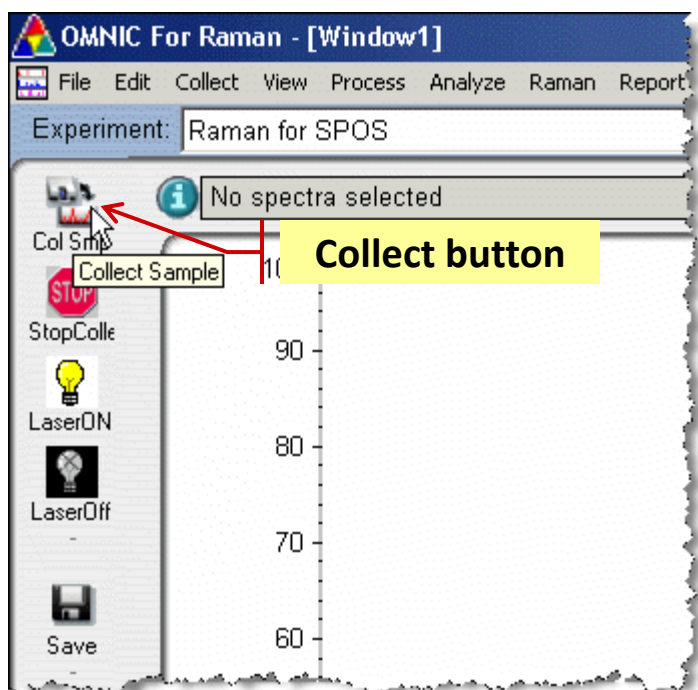 OMNIC For Raman - [Window1]
File Edit Collect View Process Analyze Raman Report
Experiment: Raman for SPOS
No spectra selected
Col Smp
Collect button
Collect Sample
STOP
StopColle
90
LaserON
80
LaserOff
70
-
Save
60
-